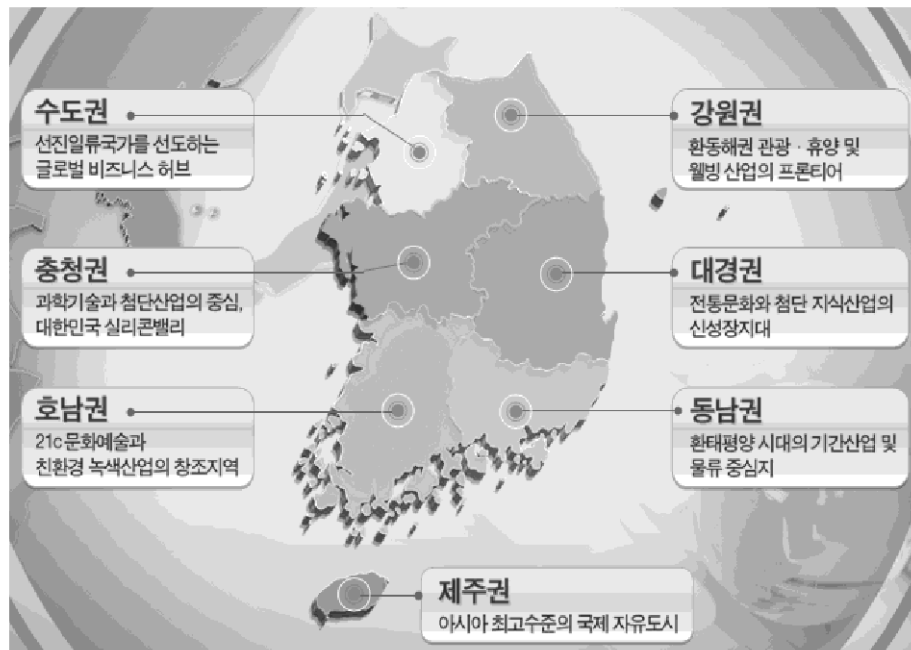 수도권
선진일류국가를 선도하는
글로벌 비즈니스 허브
강원권
환동해권 관광 · 휴양 및
웰빙 산업의 프론티어
충청권
과학기술과 첨단산업의 중심,
대한민국 실리콘밸리
대경권
전통문화와 첨단 지식산업의
신성장지대
호남권
21c 문화예술과
친환경 녹색산업의 창조지역
동남권
환태평양 시대의 기간산업 및
물류 중심지
제주권
아시아 최고수준의 국제 자유도시